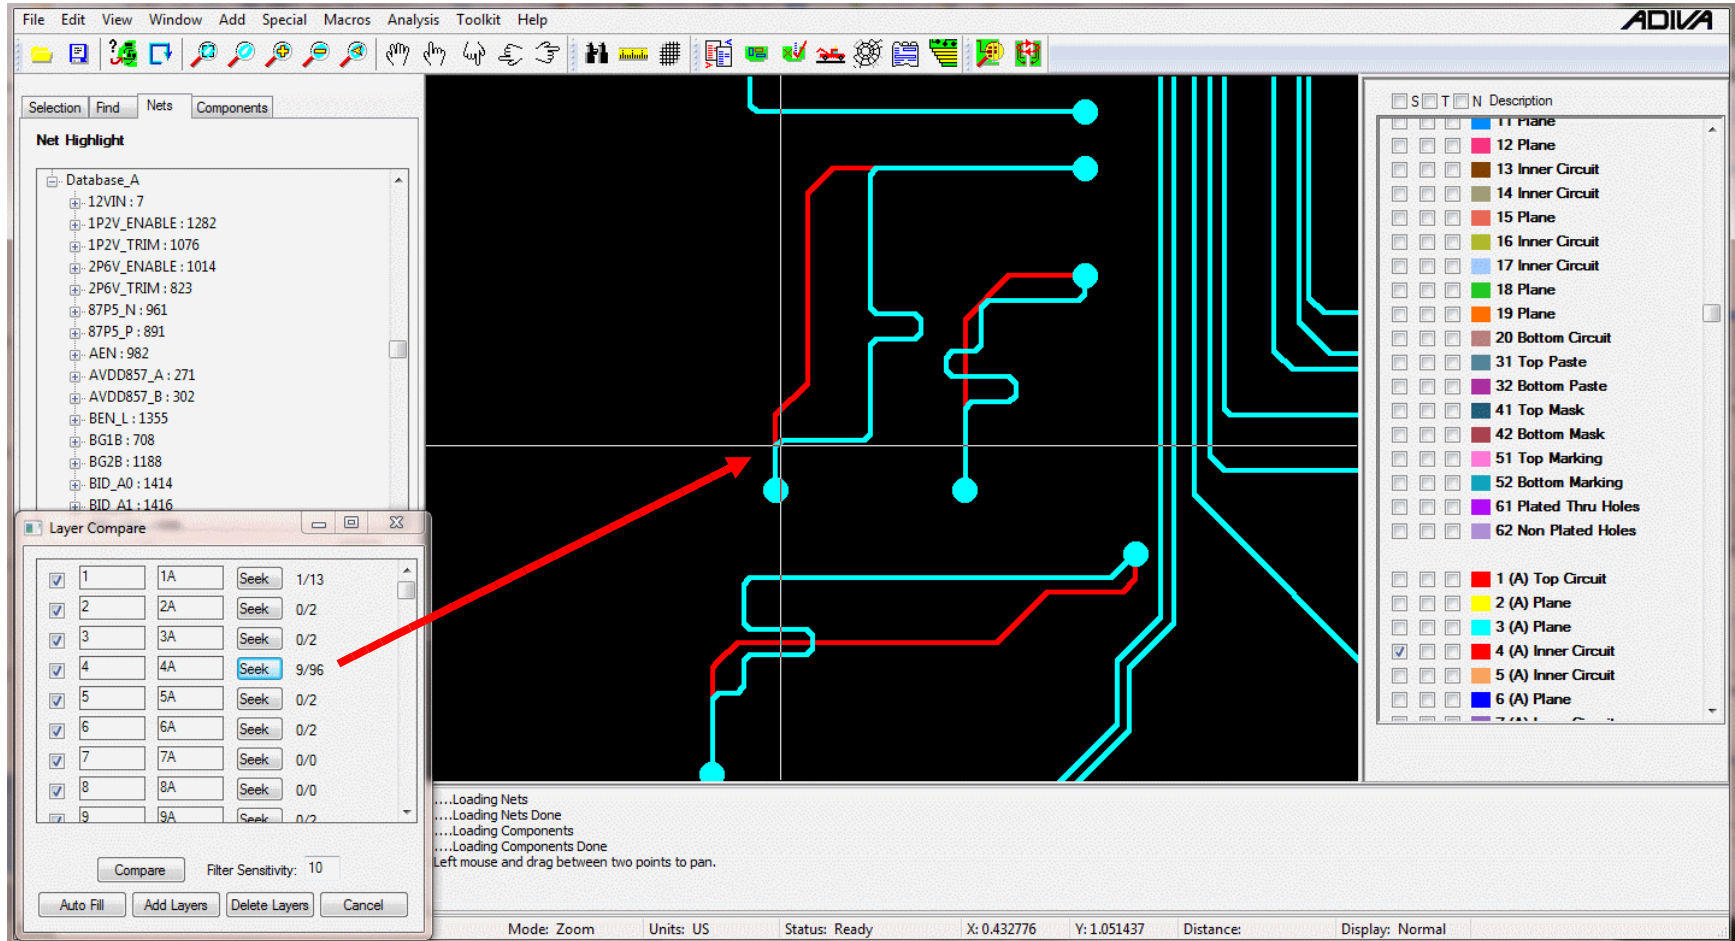 File Edit View Window Add Special Macros Analysis Toolkit Help
ADIVA
Selection Find Nets Components
Net Highlight
Database_A
12VIN : 7
1P2V_ENABLE : 1282
1P2V_TRIM : 1076
2P6V_ENABLE : 1014
2P6V_TRIM : 823
87P5_N : 961
87P5_P : 891
AEN : 982
AVDD857_A : 271
AVDD857_B : 302
BEN_L : 1355
BG1B : 708
BG2B : 1188
BID_A0 : 1414
BID_A1 : 1416
Layer Compare
1 1A Seek 1/13
2 2A Seek 0/2
3 3A Seek 0/2
4 4A Seek 9/96
5 5A Seek 0/2
6 6A Seek 0/2
7 7A Seek 0/0
8 8A Seek 0/0
9 9A Seek 0/2
Compare Filter Sensitivity: 10
Auto Fill Add Layers Delete Layers Cancel
S T N Description
11 Plane
12 Plane
13 Inner Circuit
14 Inner Circuit
15 Plane
16 Inner Circuit
17 Inner Circuit
18 Plane
19 Plane
20 Bottom Circuit
31 Top Paste
32 Bottom Paste
41 Top Mask
42 Bottom Mask
51 Top Marking
52 Bottom Marking
61 Plated Thru Holes
62 Non Plated Holes
1 (A) Top Circuit
2 (A) Plane
3 (A) Plane
4 (A) Inner Circuit
5 (A) Inner Circuit
6 (A) Plane
....Loading Nets
....Loading Nets Done
....Loading Components
....Loading Components Done
Left mouse and drag between two points to pan.
Mode: Zoom Units: US Status: Ready X: 0.432776 Y: 1.051437 Distance: Display: Normal